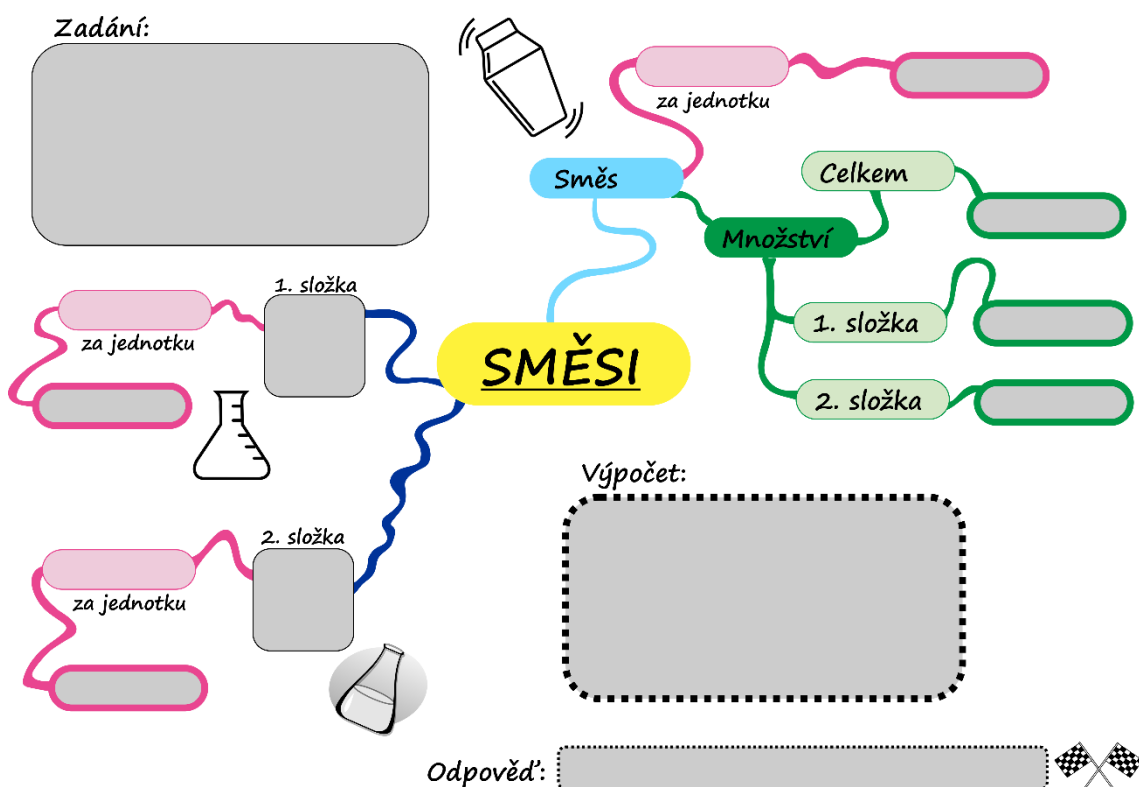 Zadání:
za jednotku
Směs
Celkem
Množství
1. složka
2. složka
SMĚSI
1. složka
za jednotku
2. složka
za jednotku
Výpočet:
Odpověď: